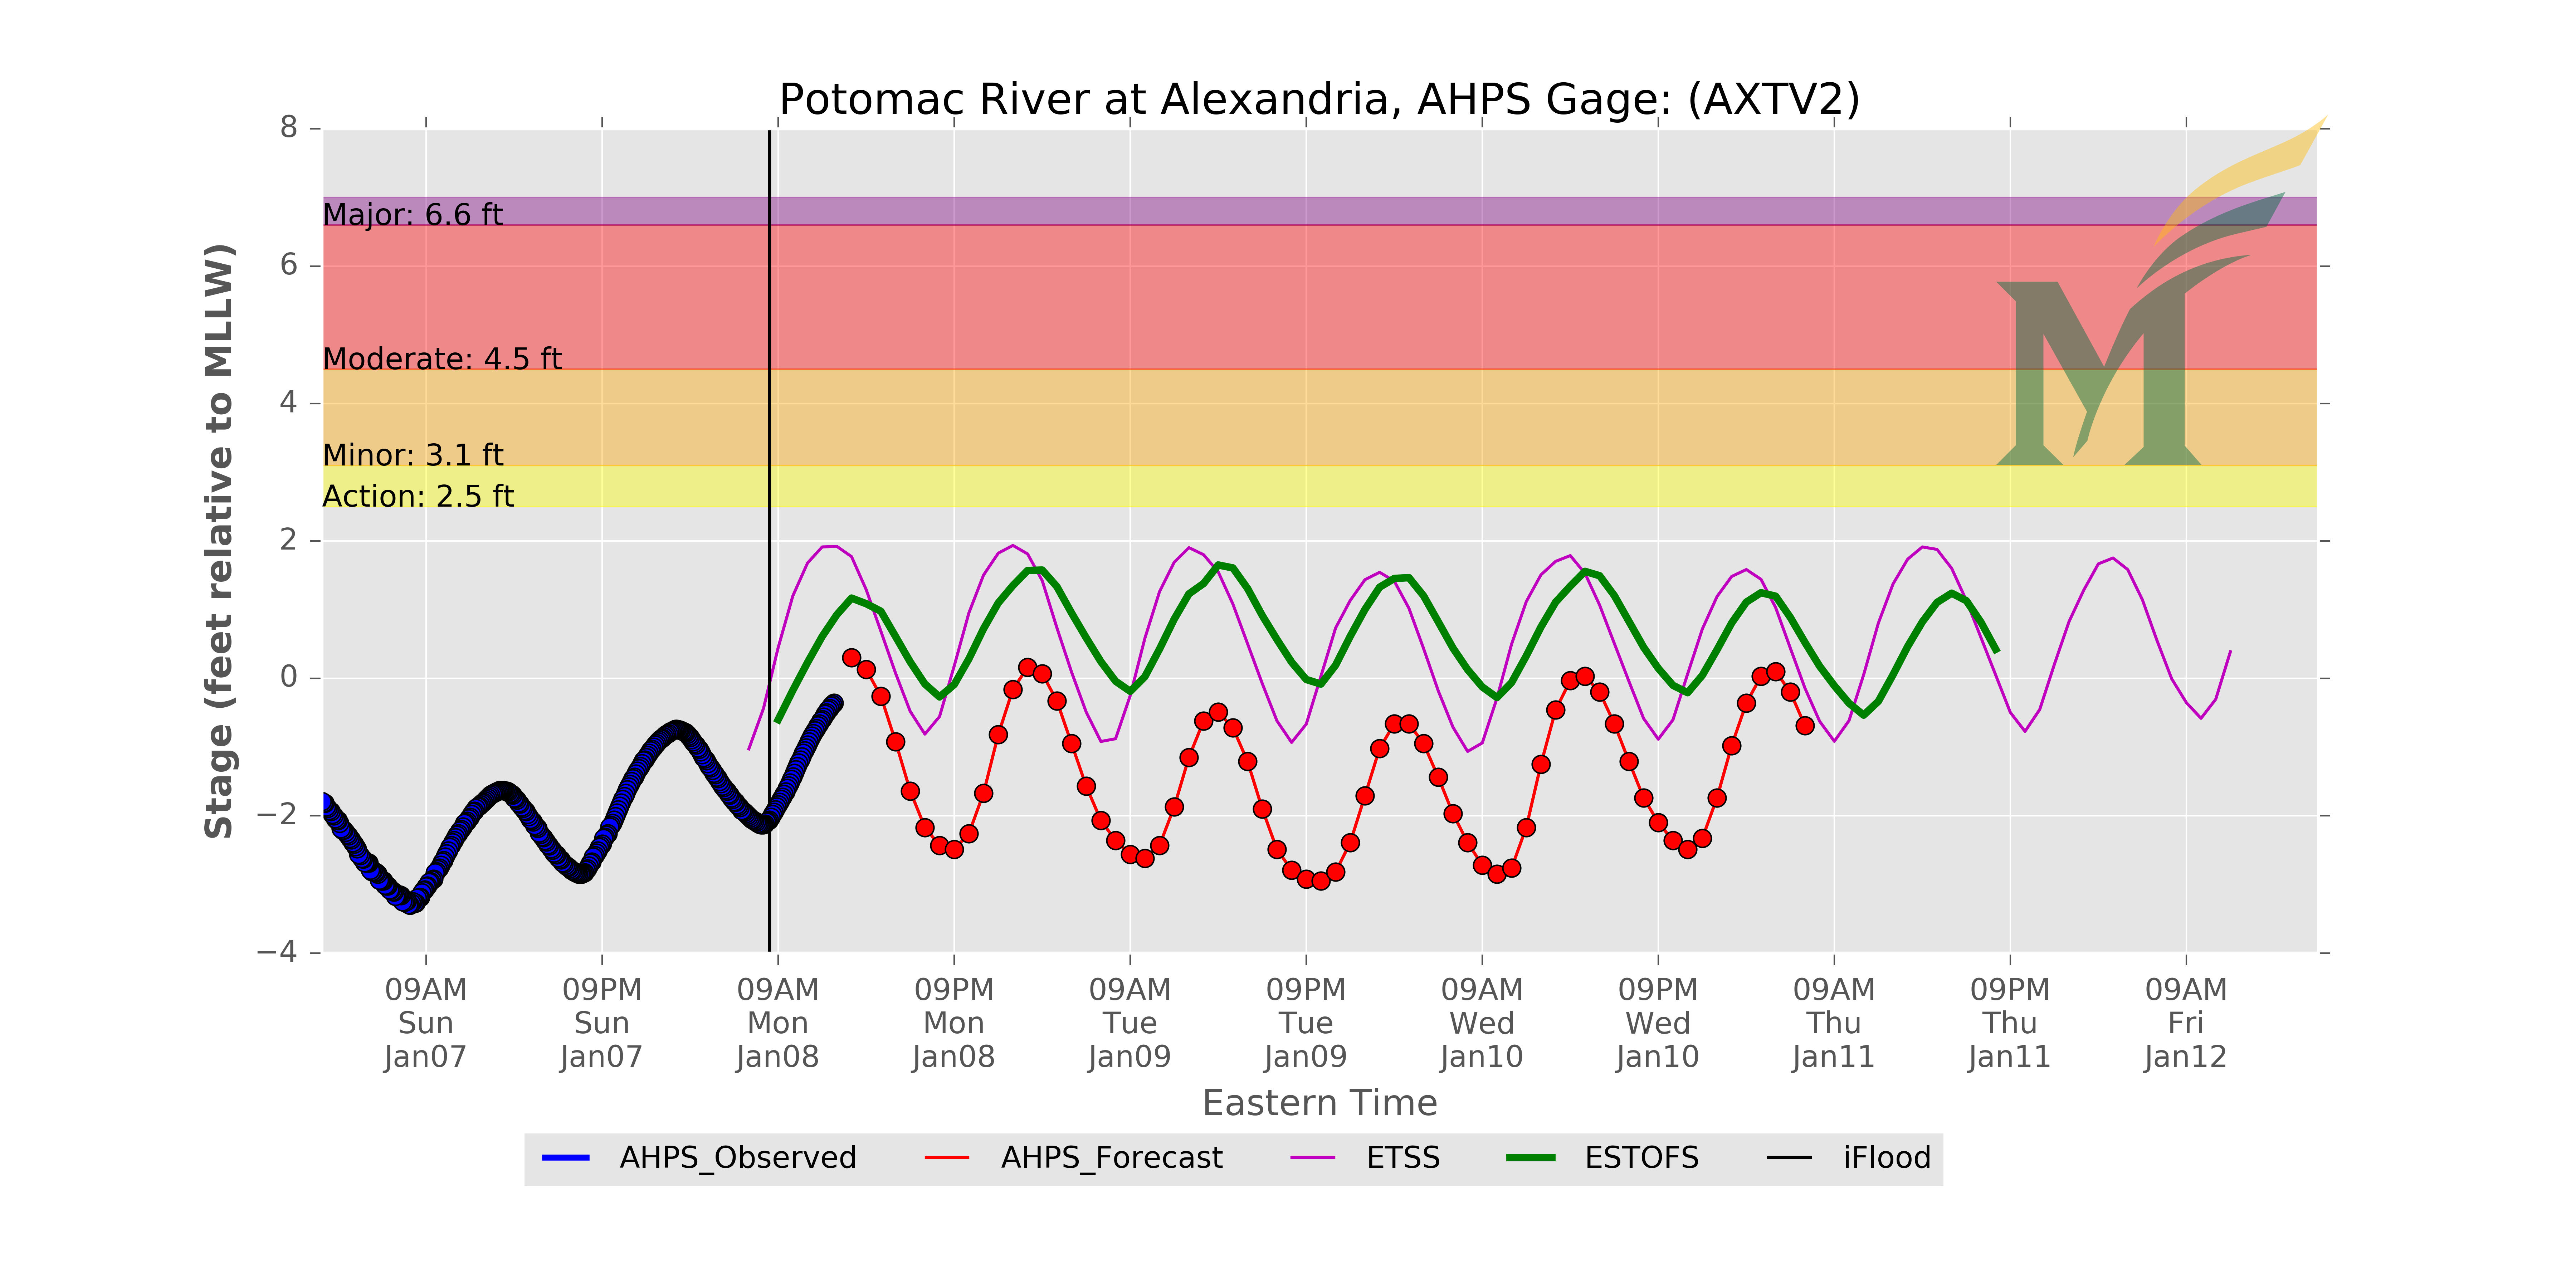 Potomac River at Alexandria, AHPS Gage: (AXTV2)
Stage (feet relative to MLLW)
8
6
4
2
0
−2
−4
Major: 6.6 ft
Moderate: 4.5 ft
Minor: 3.1 ft
Action: 2.5 ft
M
09AM
Sun
Jan07
09PM
Sun
Jan07
09AM
Mon
Jan08
09PM
Mon
Jan08
09AM
Tue
Jan09
09PM
Tue
Jan09
09AM
Wed
Jan10
09PM
Wed
Jan10
09AM
Thu
Jan11
09PM
Thu
Jan11
09AM
Fri
Jan12
Eastern Time
AHPS_Observed AHPS_Forecast ETSS ESTOFS iFlood